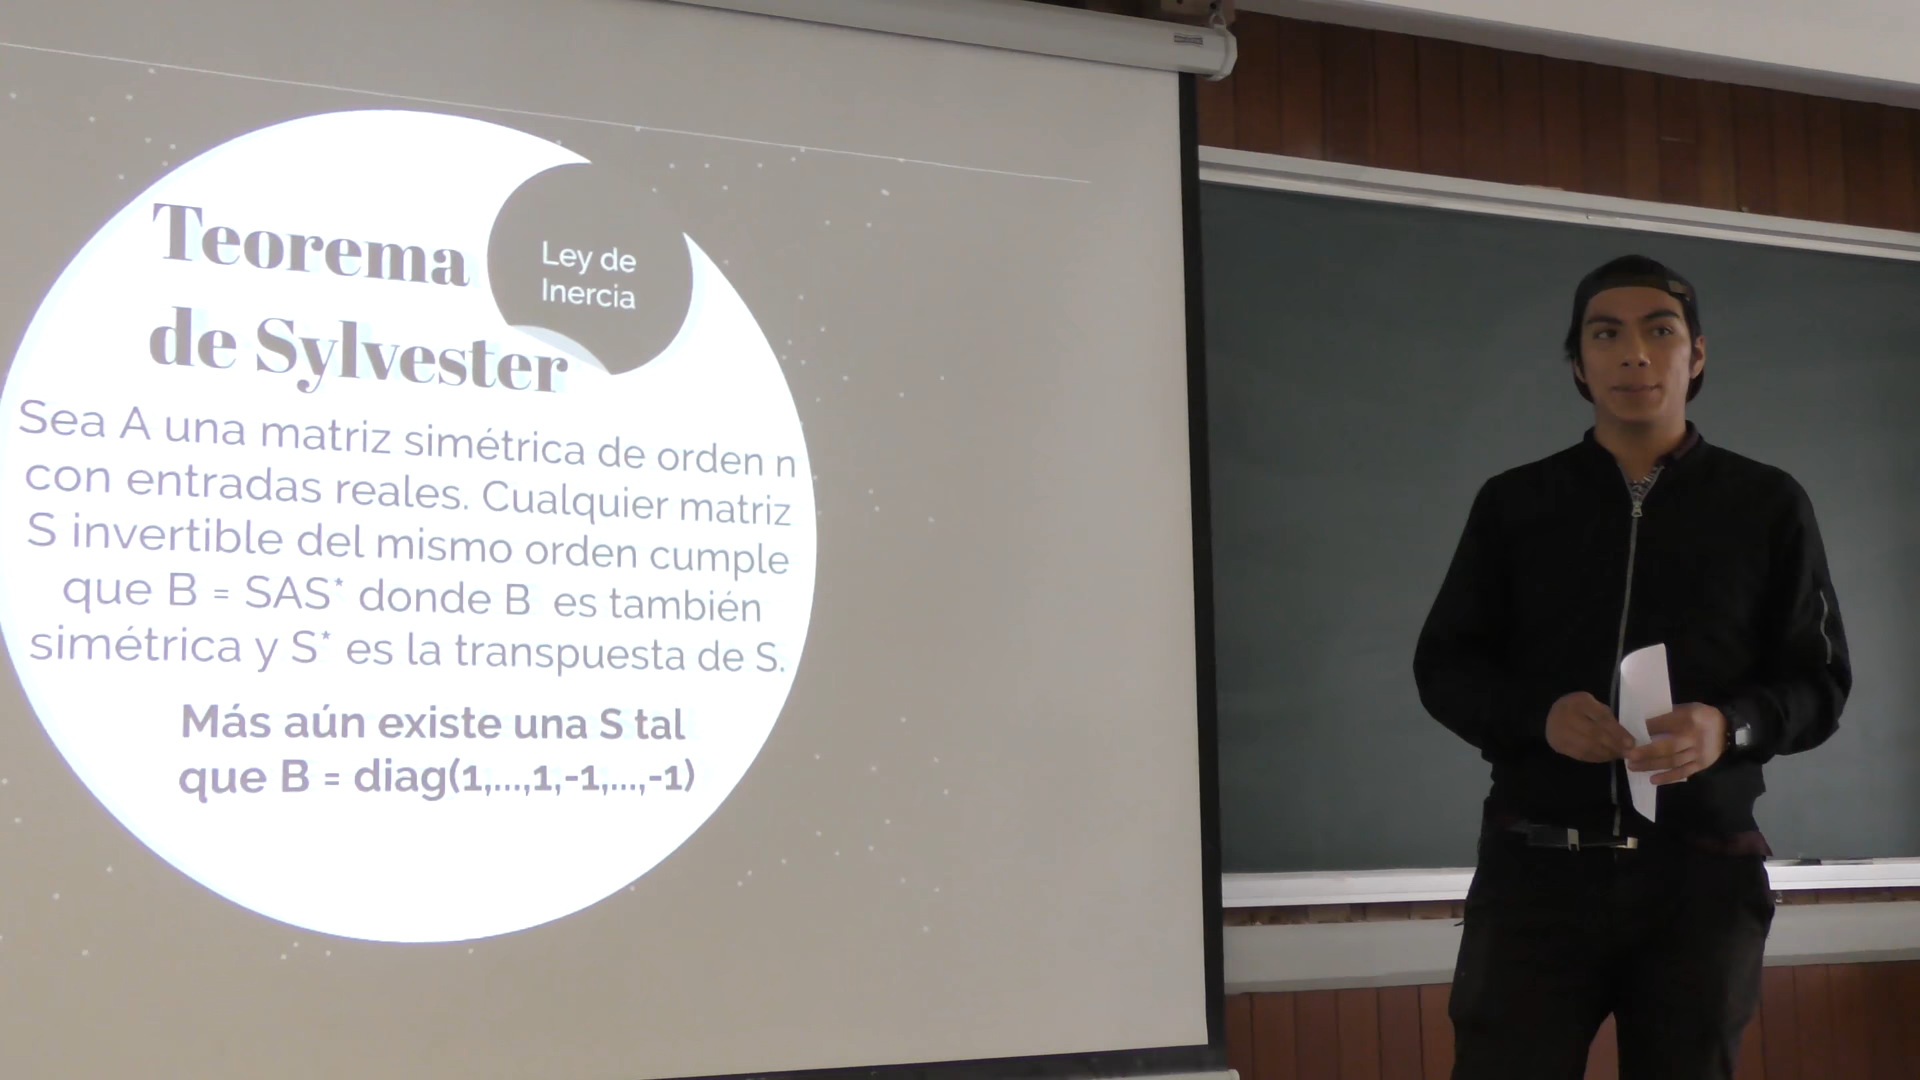 Teorema
de Sylvester
Ley de
Inercia
Sea A una matriz simétrica de orden n
con entradas reales. Cualquier matriz
S invertible del mismo orden cumple
que B = SAS* donde B es también
simétrica y S* es la transpuesta de S.
Más aún existe una S tal
que B = diag(1,...,1,-1,...,-1)